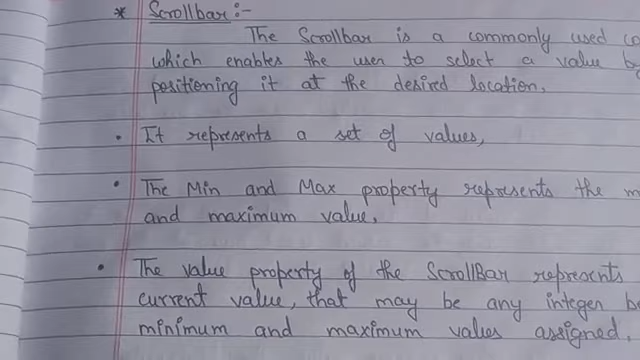 * Scrollbar :-
The Scrollbar is a commonly used
which enables the user to select a value
positioning it at the desired location.
• It represents a set of values,
• The Min and Max property represents the
and maximum value.
• The value property of the ScrollBar represents
current value, that may be any integer
minimum and maximum values assigned.